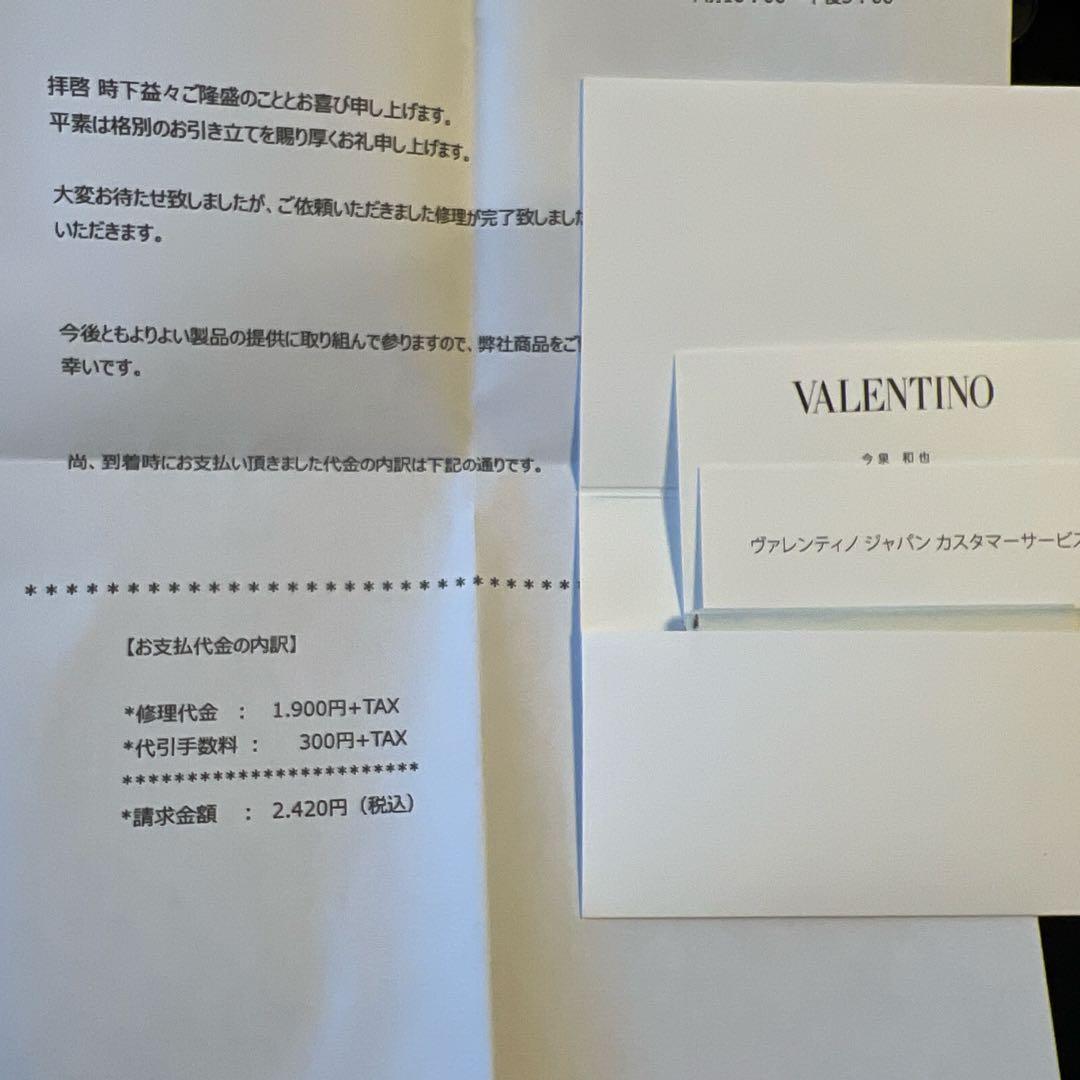 拝啓 時下益々ご隆盛のこととお喜び申し上げます。
平素は格別のお引き立てを賜り厚くお礼申し上げます。
大変お待たせ致しましたが、ご依頼いただきました修理が完了致しました
いただきます。
今後ともよりよい製品の提供に取り組んで参りますので、弊社商品をご
幸いです。
尚、到着時にお支払い頂きました代金の内訳は下記の通りです。
* * * * * * * * * * * * * * * * * * * * * * * * * * * *
【お支払代金の内訳】
*修理代金 : 1.900円+TAX
*代引手数料 : 300円+TAX
***********************
*請求金額 : 2.420円（税込）
VALENTINO
今泉 和也
ヴァレンティノ ジャパン カスタマーサービス